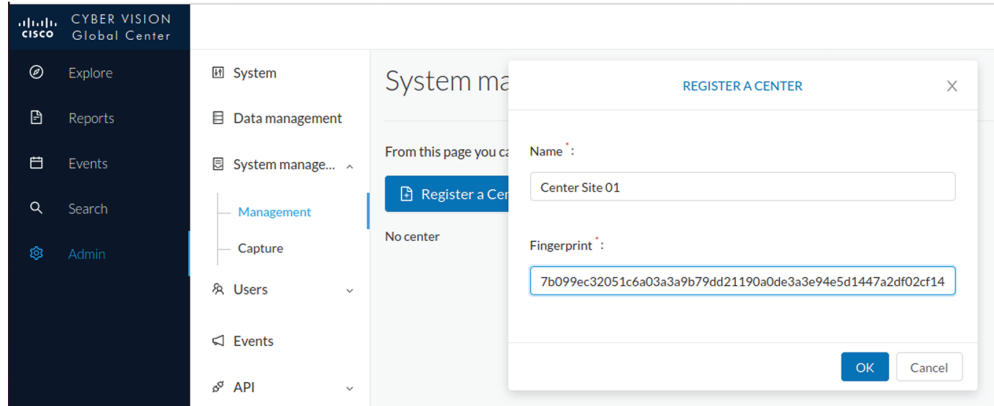 CISCO
CYBER VISION
Global Center
Explore
Reports
Events
Search
Admin
System
Data management
System manage...
Management
Capture
Users
Events
API
System ma
From this page you ca
Register a Cer
No center
REGISTER A CENTER
Name * :
Center Site 01
Fingerprint * :
7b099ec32051c6a03a3a9b79dd21190a0de3a3e94e5d1447a2df02cf14
OK
Cancel